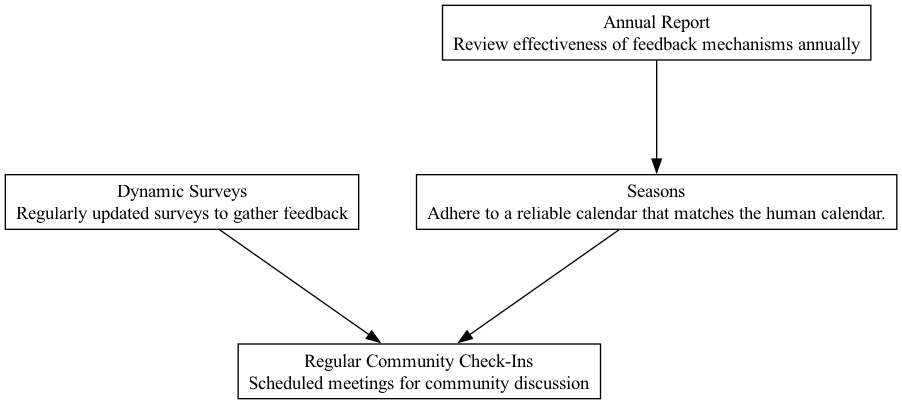 Annual Report
Review effectiveness of feedback mechanisms annually
Dynamic Surveys
Regularly updated surveys to gather feedback
Seasons
Adhere to a reliable calendar that matches the human calendar.
Regular Community Check-Ins
Scheduled meetings for community discussion